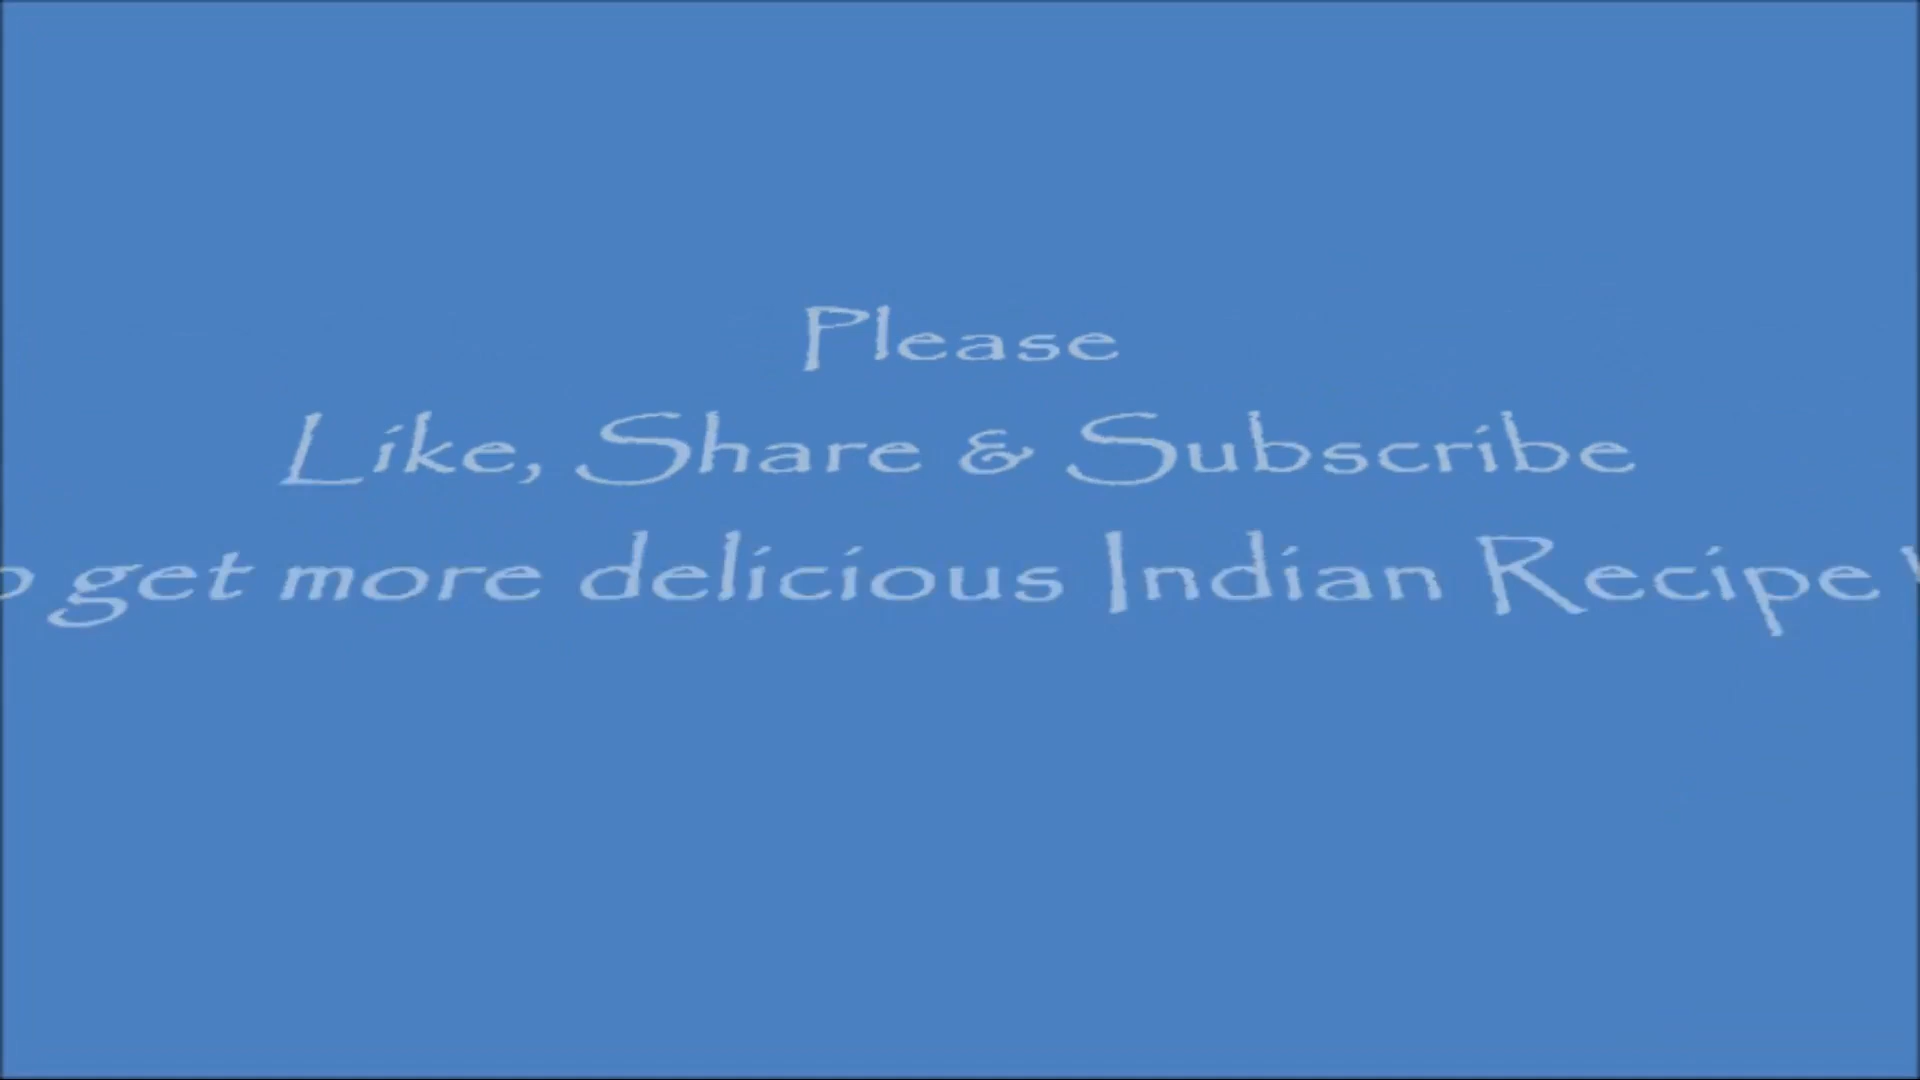 Please
Like, Share & Subscribe
get more delicious Indian Recipe